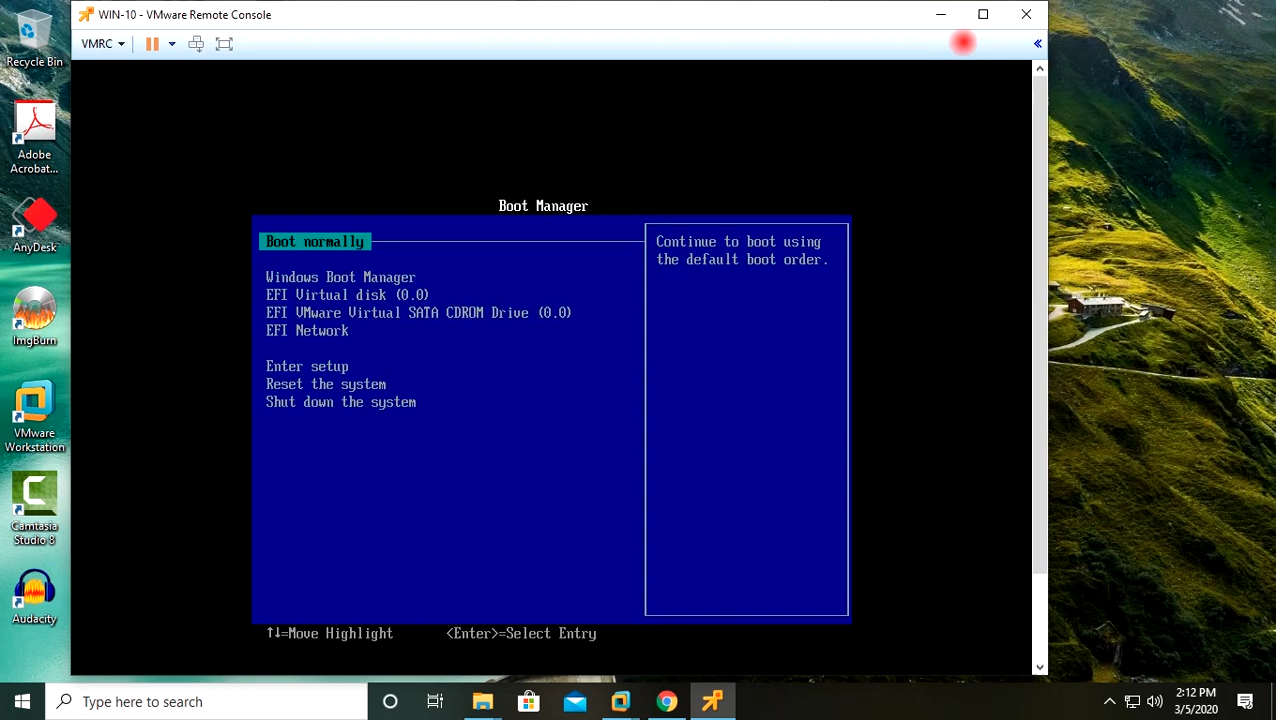 WIN-10 - VMware Remote Console
VMRC
Recycle Bin
Adobe
Acrobat...
AnyDesk
ImgBurn
VMware
Workstation
Camtasia
Studio 8
Audacity
Boot Manager
Boot normally
Windows Boot Manager
EFI Virtual disk (0.0)
EFI VMware Virtual SATA CDROM Drive (0.0)
EFI Network
Enter setup
Reset the system
Shut down the system
Continue to boot using
the default boot order.
↑↓=Move Highlight
<Enter>=Select Entry
Type here to search
2:12 PM
3/5/2020